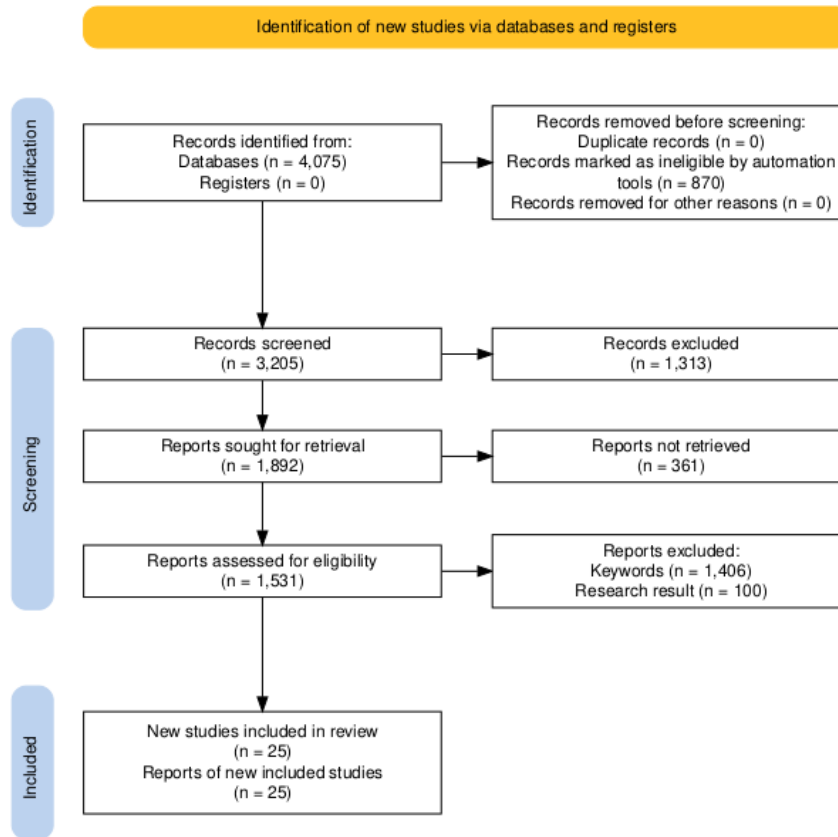 Identification of new studies via databases and registers
Identification
Records identified from:
Databases (n = 4,075)
Registers (n = 0)
Records removed before screening:
Duplicate records (n = 0)
Records marked as ineligible by automation
tools (n = 870)
Records removed for other reasons (n = 0)
Screening
Records screened
(n = 3,205)
Records excluded
(n = 1,313)
Reports sought for retrieval
(n = 1,892)
Reports not retrieved
(n = 361)
Reports assessed for eligibility
(n = 1,531)
Reports excluded:
Keywords (n = 1,406)
Research result (n = 100)
Included
New studies included in review
(n = 25)
Reports of new included studies
(n = 25)